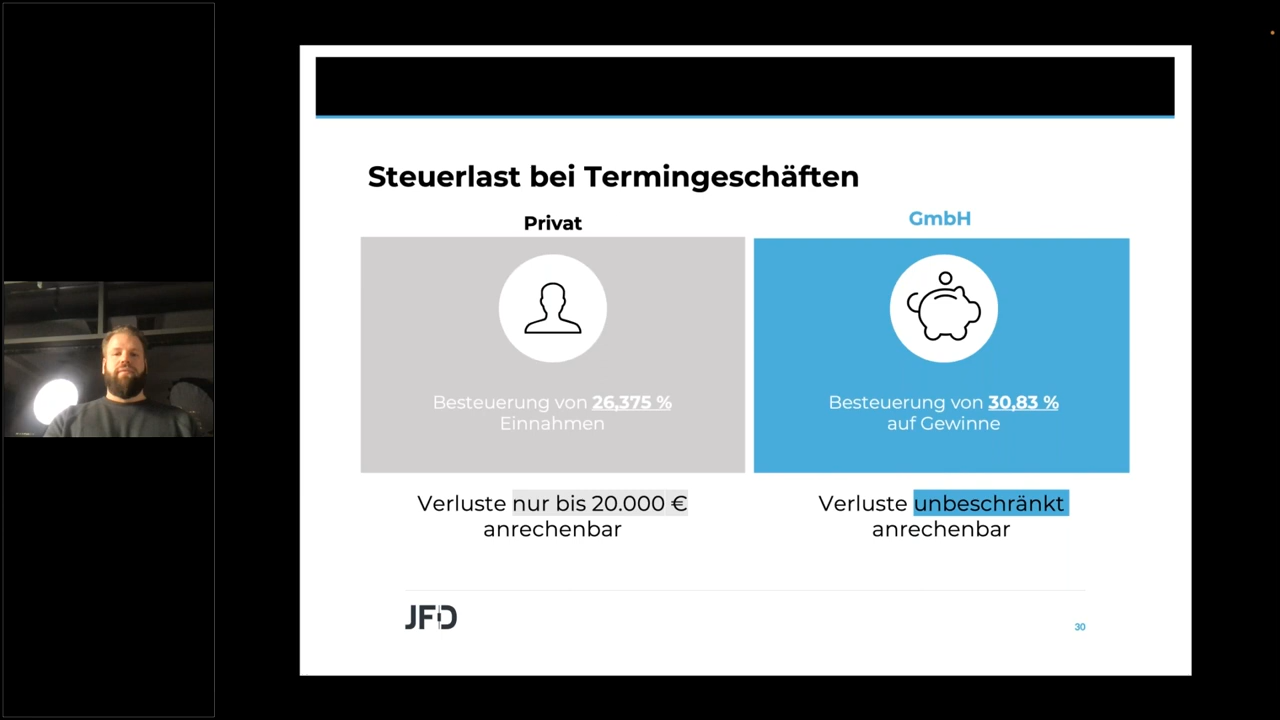 Steuerlast bei Termingeschäften
Privat
GmbH
Besteuerung von 26,375 %
Einnahmen
Besteuerung von 30,83 %
auf Gewinne
Verluste nur bis 20.000 €
anrechenbar
Verluste unbeschränkt
anrechenbar
JFD
30